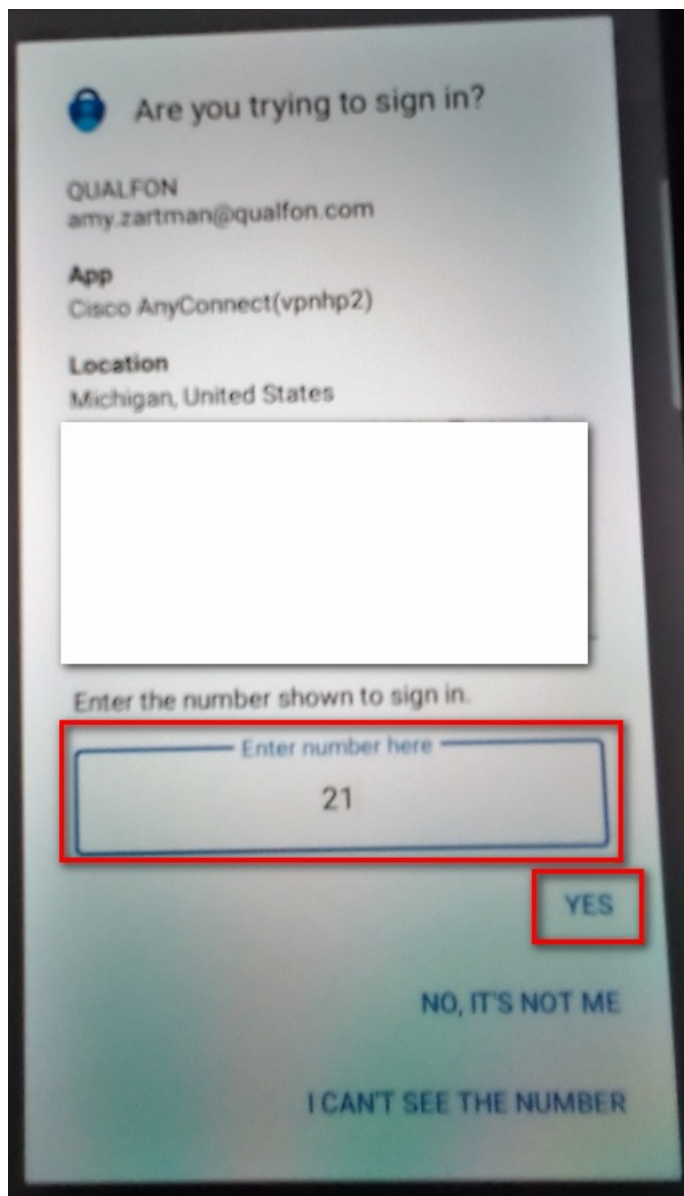 Are you trying to sign in?
QUALFON
amy.zartman@qualfon.com
App
Cisco AnyConnect(vpnhp2)
Location
Michigan, United States
Enter the number shown to sign in.
Enter number here
21
YES
NO, IT'S NOT ME
I CAN'T SEE THE NUMBER